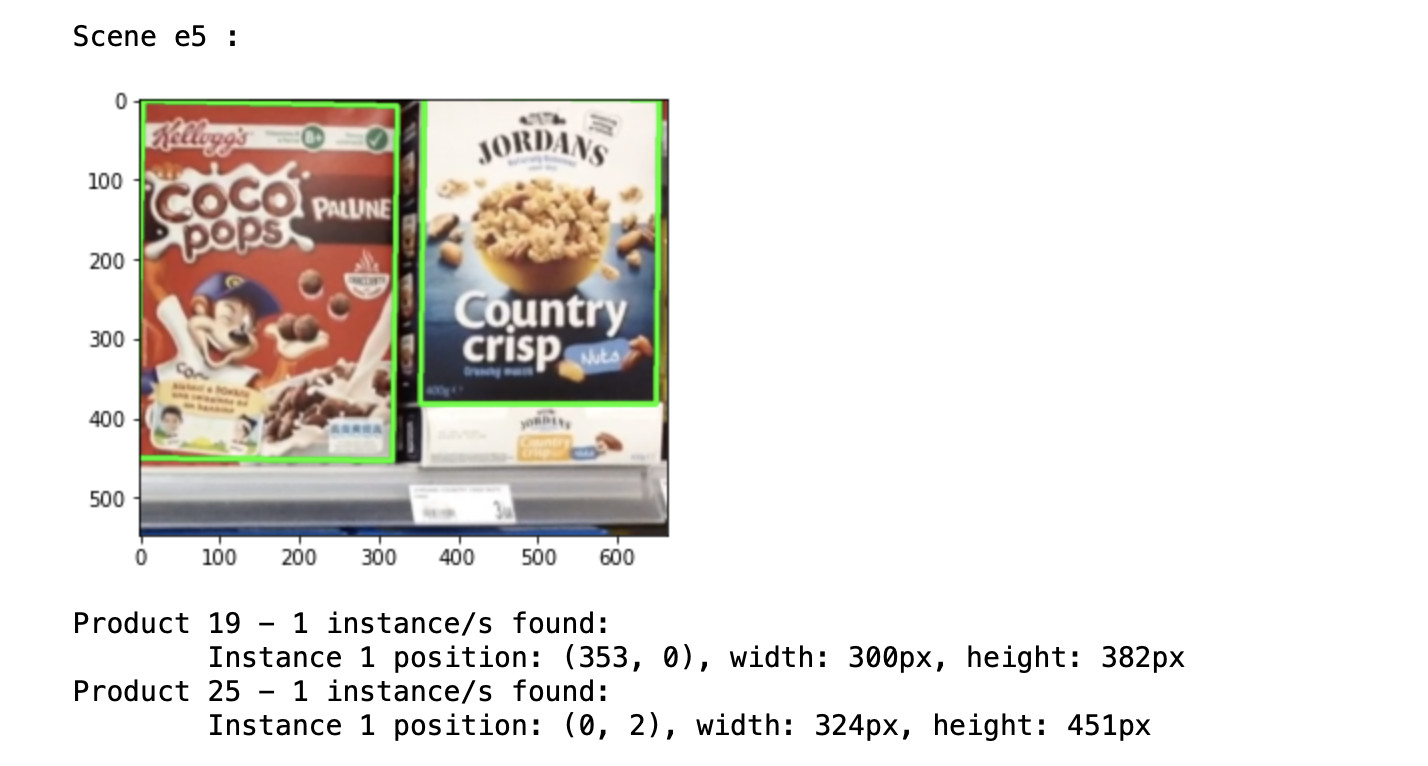 Scene e5 :
0
100
200
300
400
500
0 100 200 300 400 500 600
Kellogg's
B+
COCO
pops
PALLINE
JORDANS
Country
crisp
Nuts
400g
JORDANS
Country
crisp
Product 19 – 1 instance/s found:
Instance 1 position: (353, 0), width: 300px, height: 382px
Product 25 – 1 instance/s found:
Instance 1 position: (0, 2), width: 324px, height: 451px